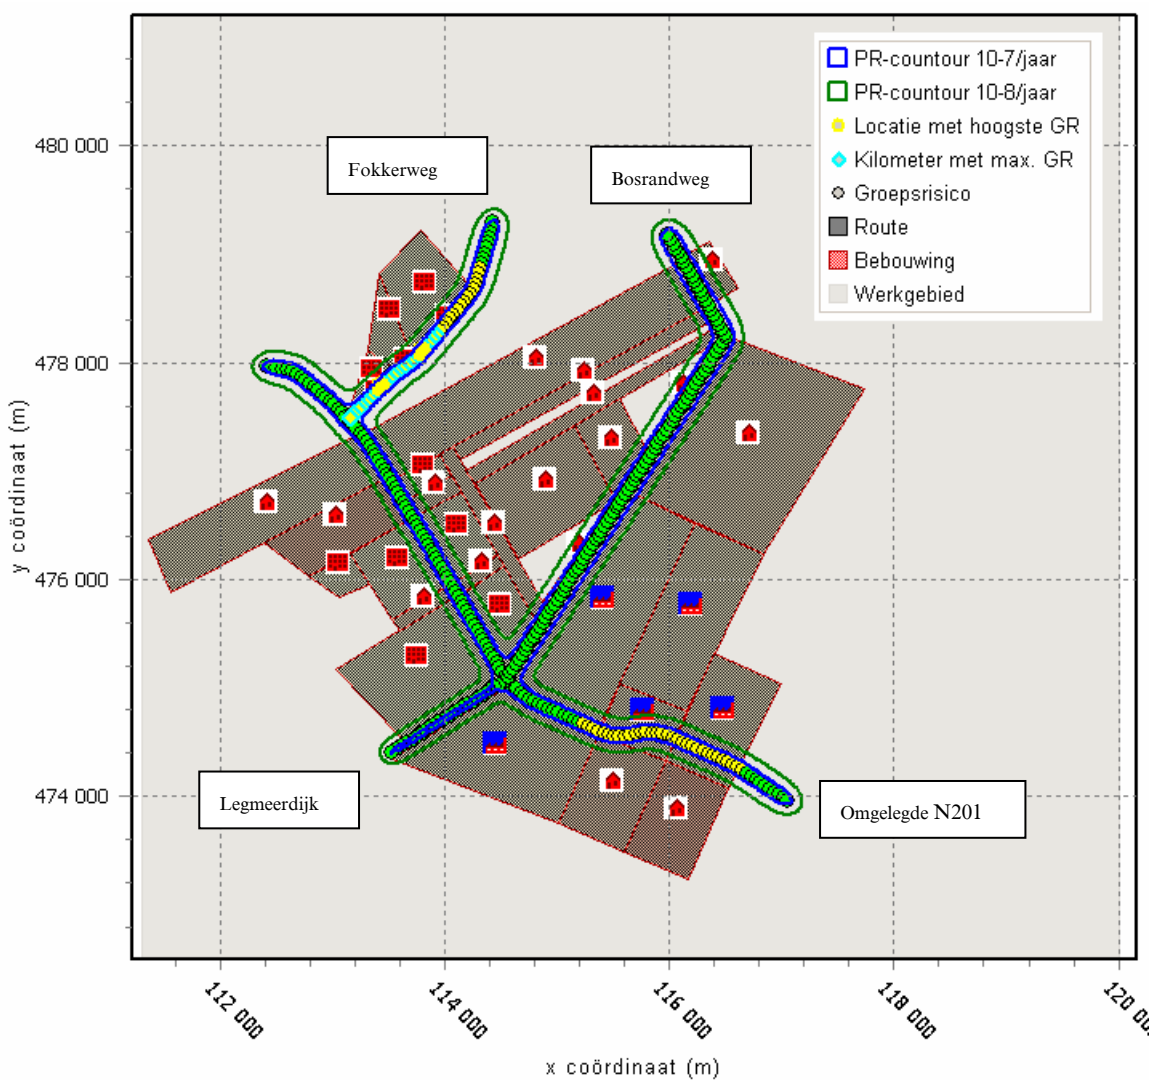 PR-countour 10-7/jaar
PR-countour 10-8/jaar
Locatie met hoogste GR
Kilometer met max. GR
Groepsrisico
Route
Bebouwing
Werkgebied
Fokkerweg
Bosrandweg
Legmeerdijk
Omgelegde N201
y coördinaat (m)
480 000
478 000
476 000
474 000
112 000
114 000
116 000
118 000
120 000
x coördinaat (m)